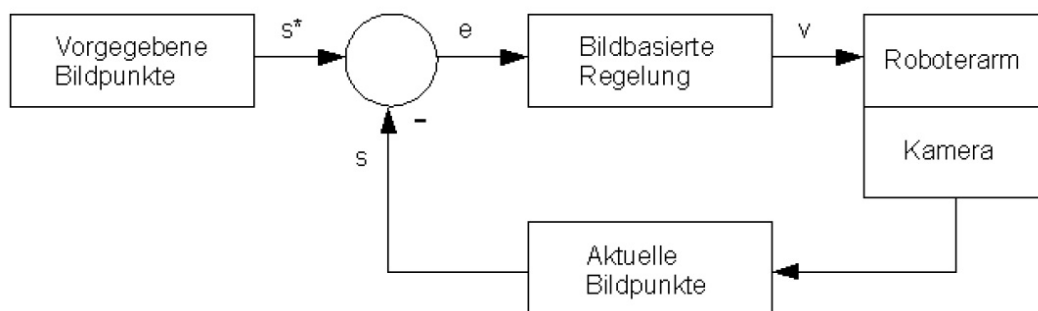 Vorgegebene
Bildpunkte
s*
e
Bildbasierte
Regelung
v
Roboterarm
Kamera
-
s
Aktuelle
Bildpunkte